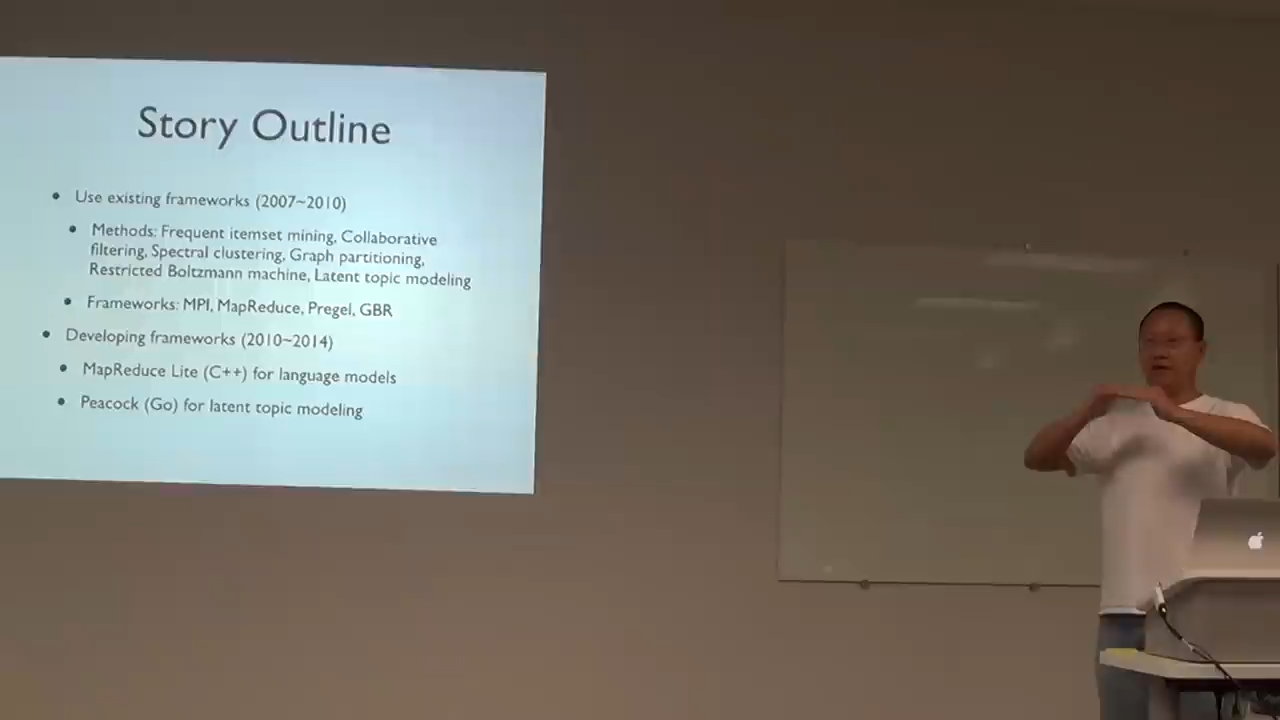 Story Outline
• Use existing frameworks (2007~2010)
• Methods: Frequent itemset mining, Collaborative
filtering, Spectral clustering, Graph partitioning,
Restricted Boltzmann machine, Latent topic modeling
• Frameworks: MPI, MapReduce, Pregel, GBR
• Developing frameworks (2010~2014)
• MapReduce Lite (C++) for language models
• Peacock (Go) for latent topic modeling